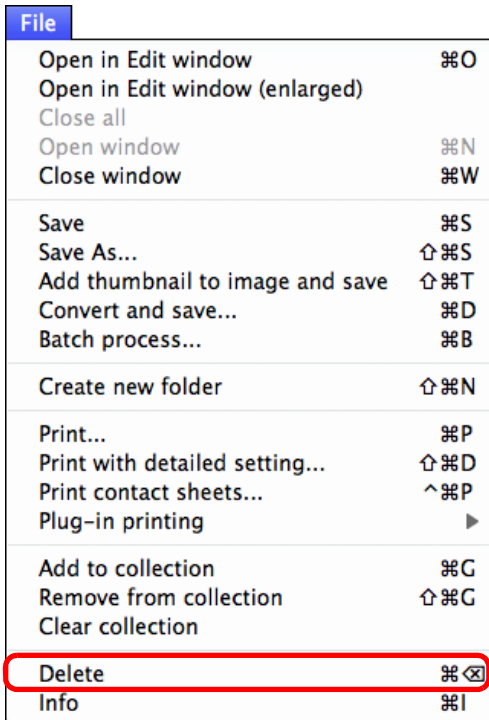 File
Open in Edit window ⌘O
Open in Edit window (enlarged)
Close all
Open window ⌘N
Close window ⌘W
Save ⌘S
Save As... ⇧⌘S
Add thumbnail to image and save ⇧⌘T
Convert and save... ⌘D
Batch process... ⌘B
Create new folder ⇧⌘N
Print... ⌘P
Print with detailed setting... ⇧⌘D
Print contact sheets... ^⌘P
Plug-in printing ▶
Add to collection ⌘G
Remove from collection ⇧⌘G
Clear collection
Delete ⌘⌫
Info ⌘I